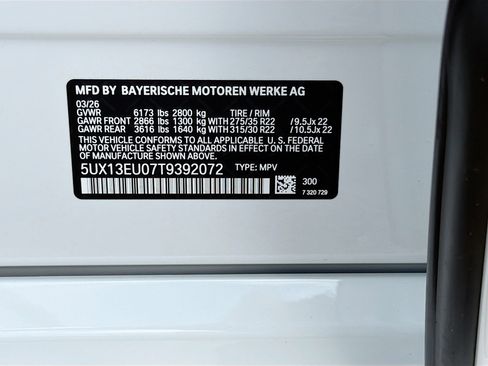 MFD BY BAYERISCHE MOTOREN WERKE AG
03/26
GVWR 6173 lbs 2800 kg TIRE / RIM
GAWR FRONT 2866 lbs 1300 kg WITH 275/35 R22 / 9.5Jx 22
GAWR REAR 3616 lbs 1640 kg WITH 315/30 R22 / 10.5Jx 22
THIS VEHICLE CONFORMS TO ALL APPLICABLE U.S. FEDERAL
MOTOR VEHICLE SAFETY STANDARDS IN EFFECT ON THE
DATE OF MANUFACTURE SHOWN ABOVE.
5UX13EU07T9392072 TYPE: MPV
300
7 320 729